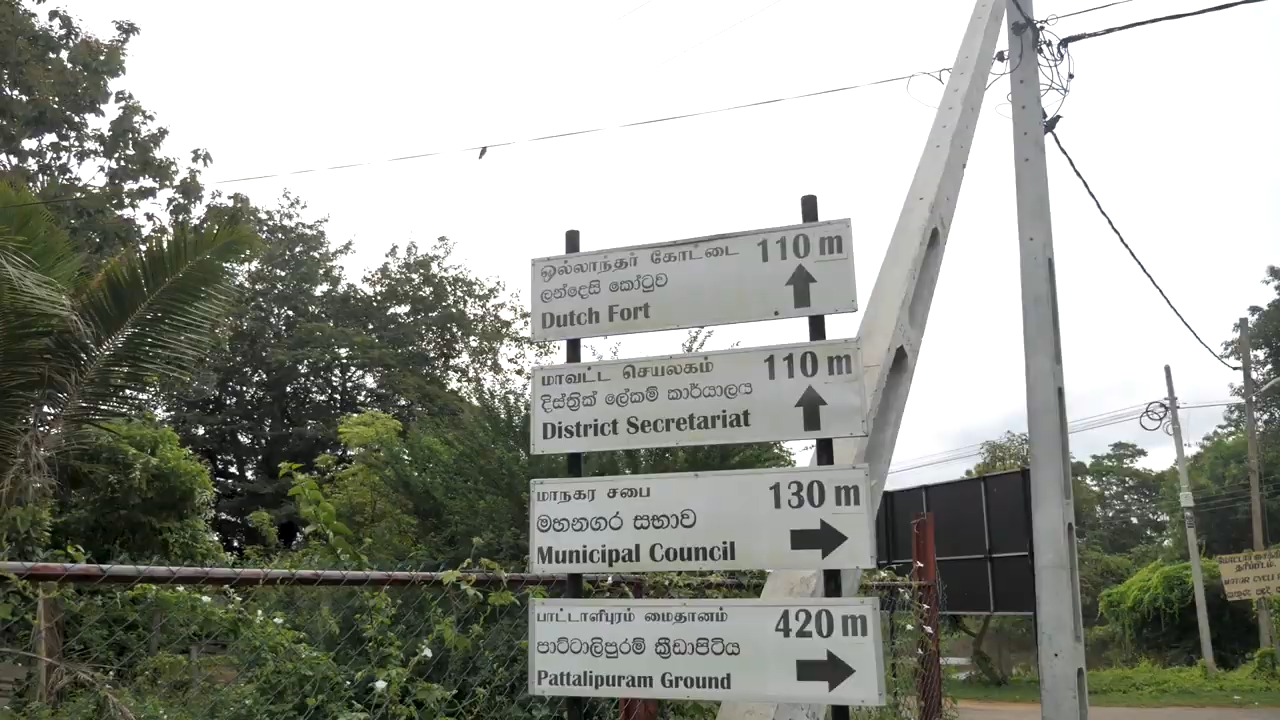 ஒல்லாந்தர் கோட்டை 110 m
ලන්දෙසි කෝටුව
Dutch Fort
மாவட்ட செயலகம் 110 m
දිස්ත්‍රික් ලේකම් කාර්යාලය
District Secretariat
மாநகர சபை 130 m
මහනගර සභාව
Municipal Council
பாட்டாளிபுரம் மைதானம் 420 m
පාට්ටාලිපුරම් ක්‍රීඩාපිටිය
Pattalipuram Ground